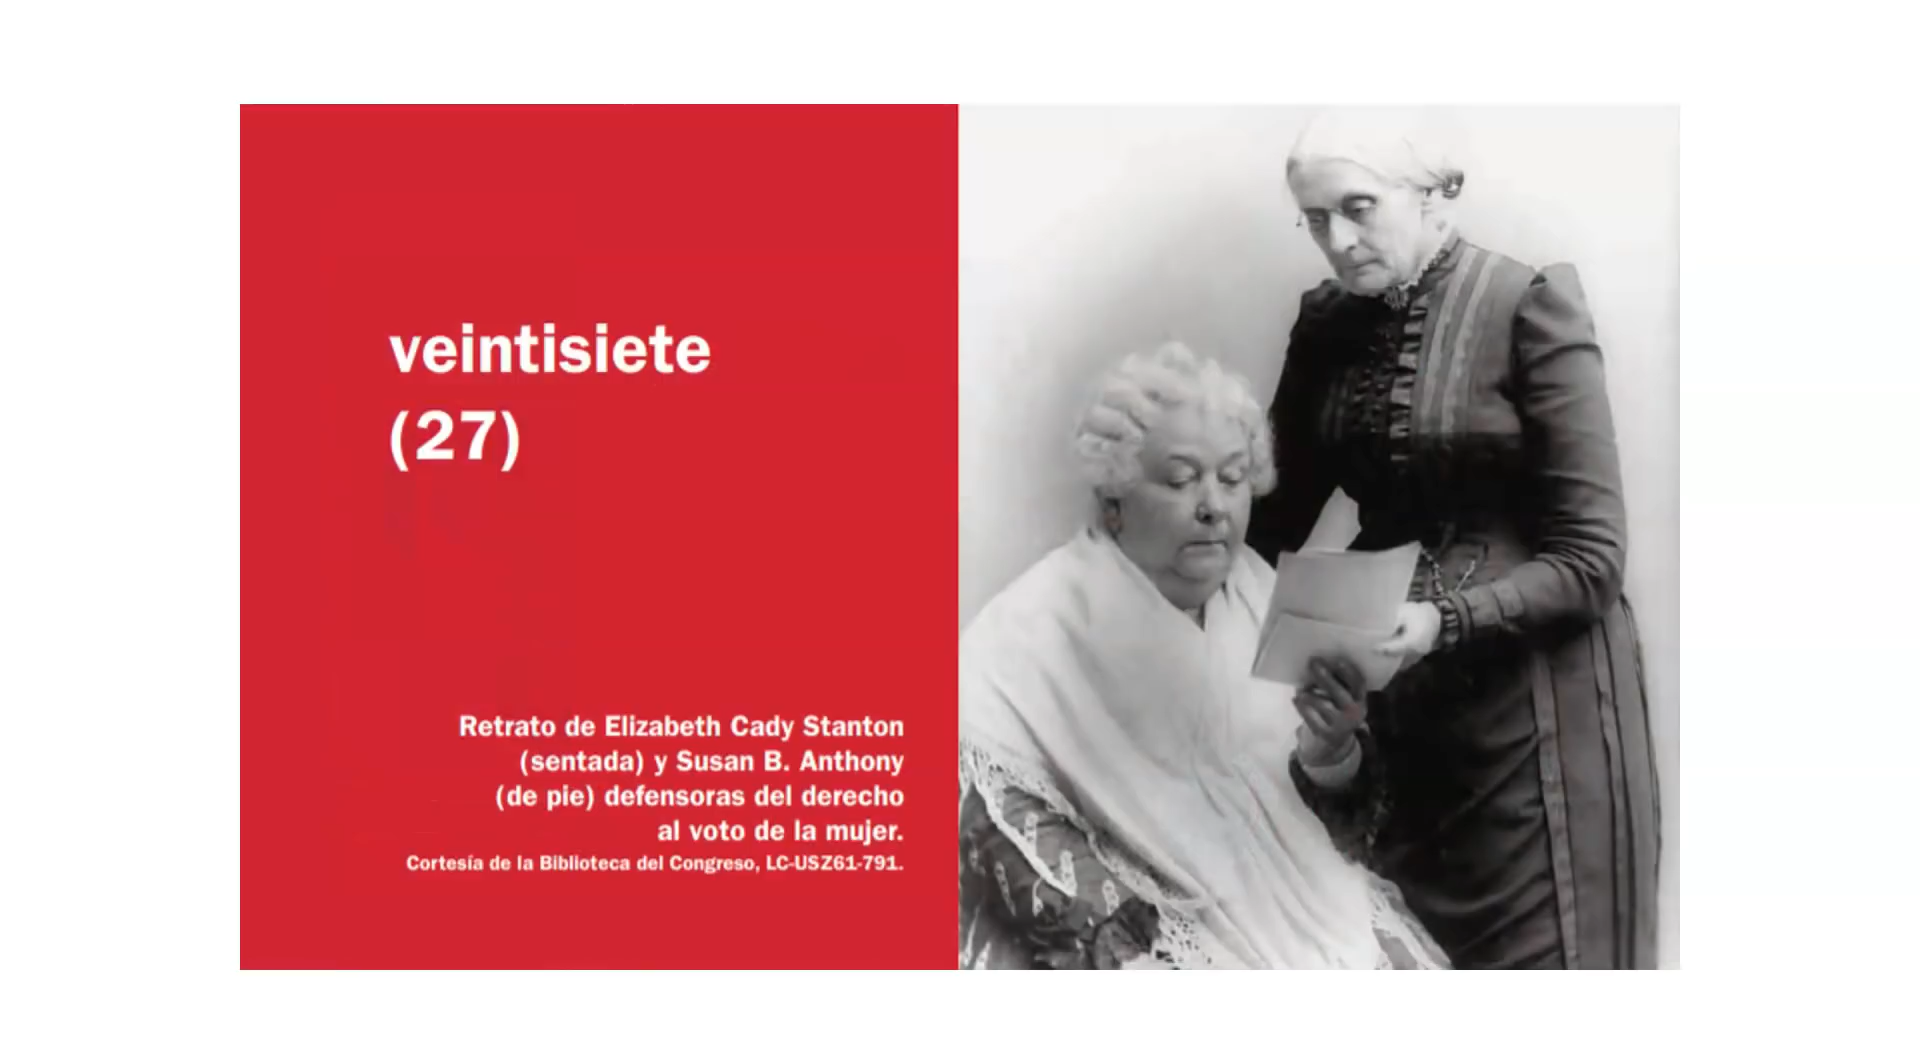 veintisiete
(27)
Retrato de Elizabeth Cady Stanton
(sentada) y Susan B. Anthony
(de pie) defensoras del derecho
al voto de la mujer.
Cortesía de la Biblioteca del Congreso, LC-USZ61-791.